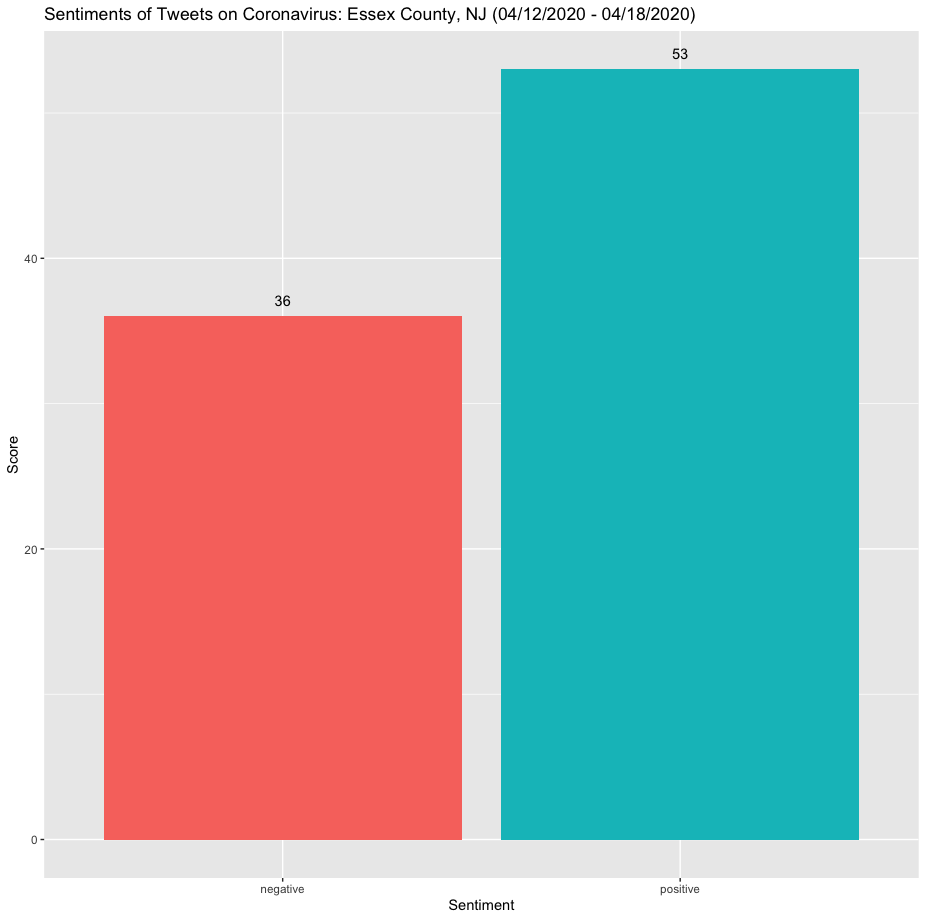 Sentiments of Tweets on Coronavirus: Essex County, NJ (04/12/2020 - 04/18/2020)
53
40
36
Score
20
0
negative
positive
Sentiment